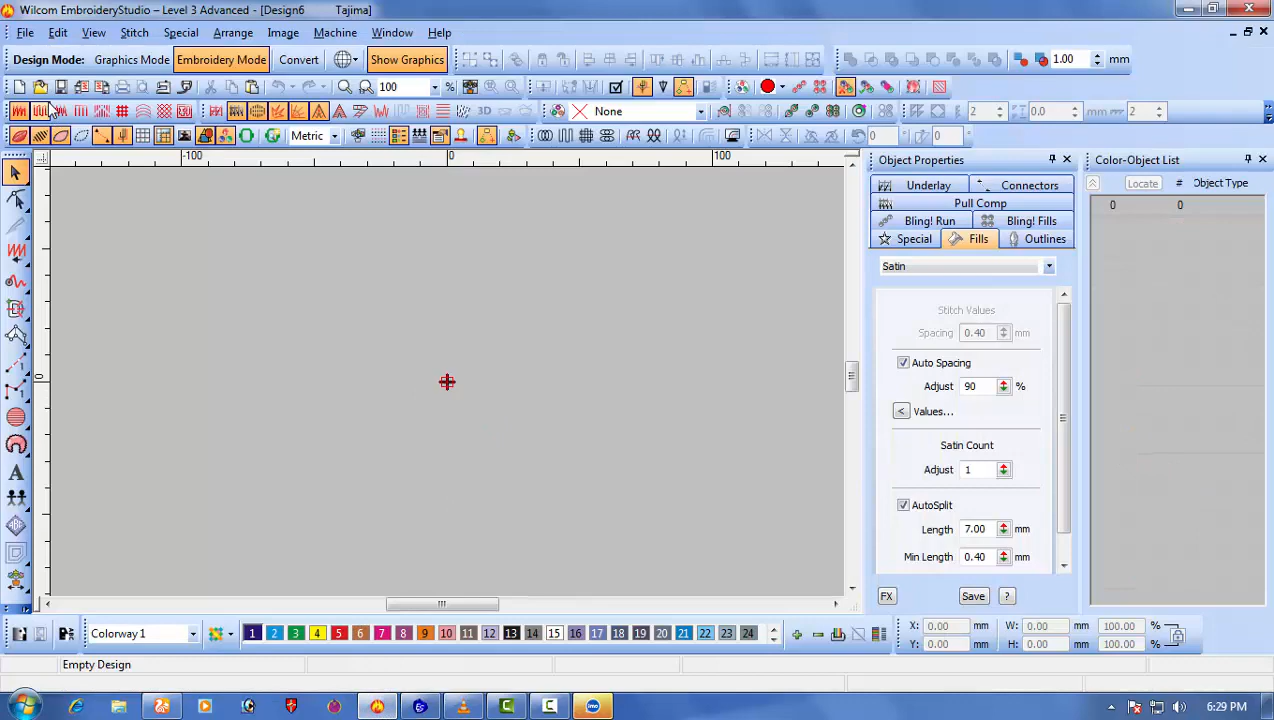 Wilcom EmbroideryStudio – Level 3 Advanced - [Design6 Tajima]
File Edit View Stitch Special Arrange Image Machine Window Help
Design Mode: Graphics Mode Embroidery Mode Convert Show Graphics 1.00 mm
100
None 2 0.0 mm 2
Metric 0 0
-100 0 100
0
Object Properties
Underlay Connectors
Pull Comp
Bling! Run Bling! Fills
Special Fills Outlines
Satin
Stitch Values
Spacing 0.40 mm
Auto Spacing
Adjust 90 %
< Values...
Satin Count
Adjust 1
AutoSplit
Length 7.00 mm
Min Length 0.40 mm
FX Save ?
Color-Object List
Locate # Object Type
0 0
Colorway 1 1 2 3 4 5 6 7 8 9 10 11 12 13 14 15 16 17 18 19 20 21 22 23 24
X: 0.00 mm W: 0.00 mm 100.00 %
Y: 0.00 mm H: 0.00 mm 100.00 %
Empty Design
6:29 PM